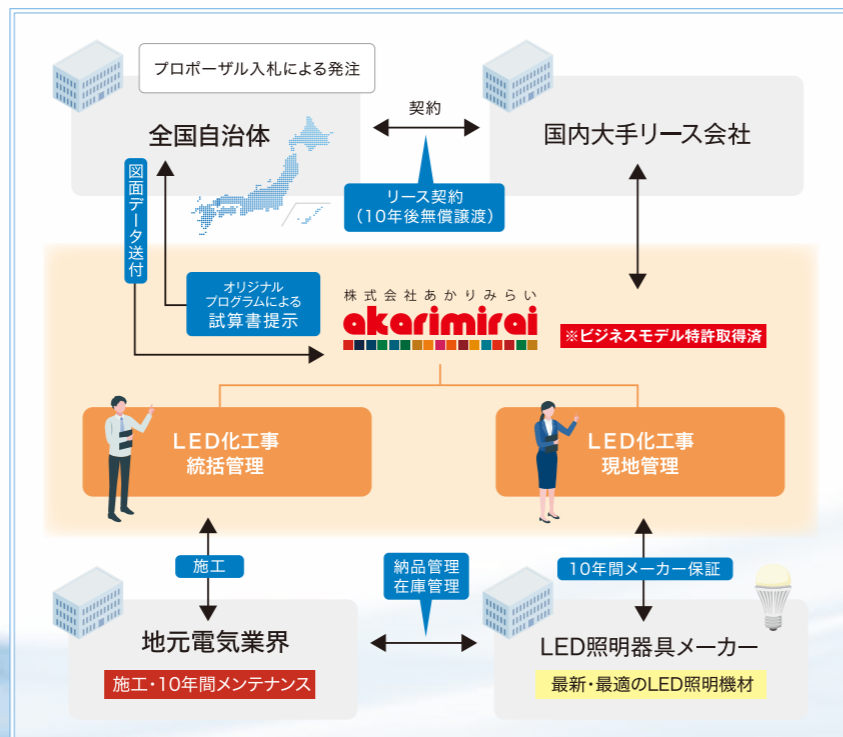 プロポーザル入札による発注
全国自治体
契約
国内大手リース会社
リース契約
（10年後無償譲渡）
図面データ送付
オリジナル
プログラムによる
試算書提示
株式会社あかりみらい
akarimirai
※ビジネスモデル特許取得済
LED化工事
統括管理
LED化工事
現地管理
施工
納品管理
在庫管理
10年間メーカー保証
地元電気業界
施工・10年間メンテナンス
LED照明器具メーカー
最新・最適のLED照明機材